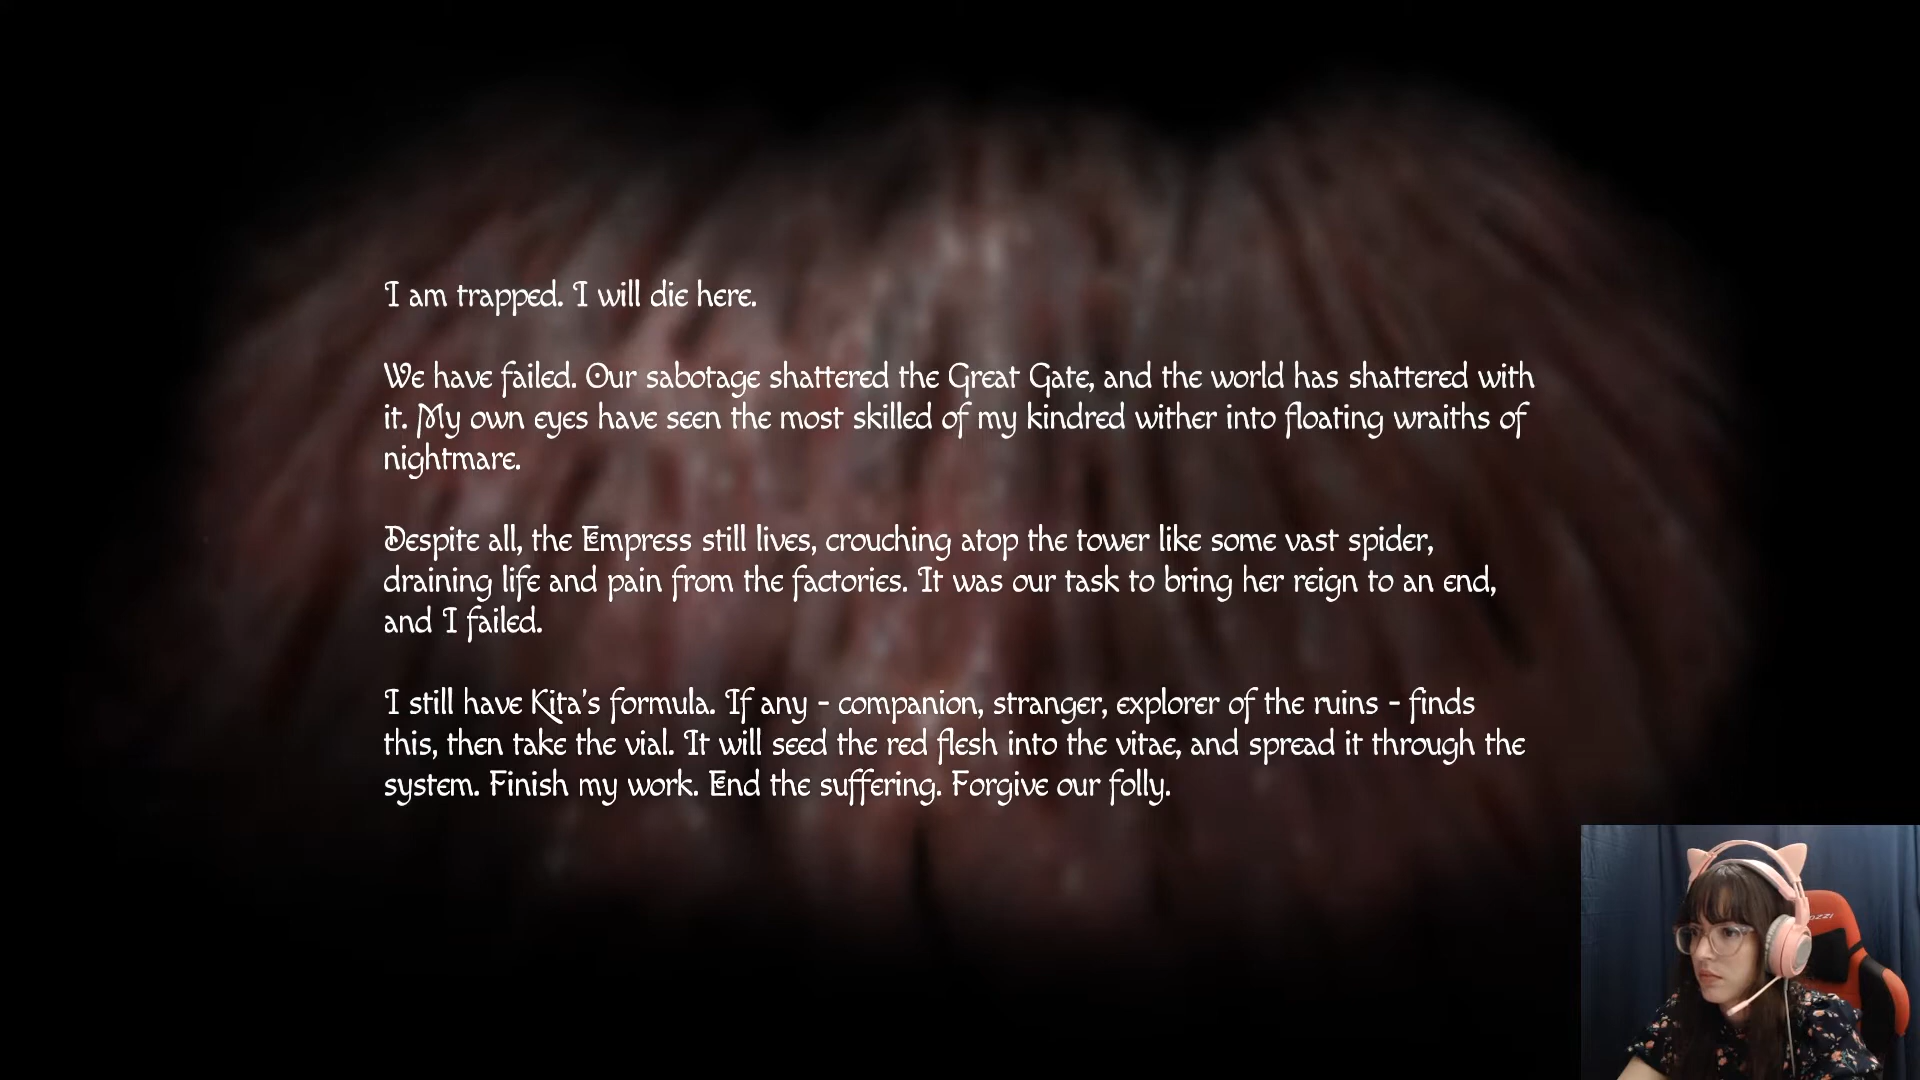 I am trapped. I will die here.
We have failed. Our sabotage shattered the Great Gate, and the world has shattered with
it. My own eyes have seen the most skilled of my kindred wither into floating wraiths of
nightmare.
Despite all, the Empress still lives, crouching atop the tower like some vast spider,
draining life and pain from the factories. It was our task to bring her reign to an end,
and I failed.
I still have Kita's formula. If any - companion, stranger, explorer of the ruins - finds
this, then take the vial. It will seed the red flesh into the vitae, and spread it through the
system. Finish my work. End the suffering. Forgive our folly.